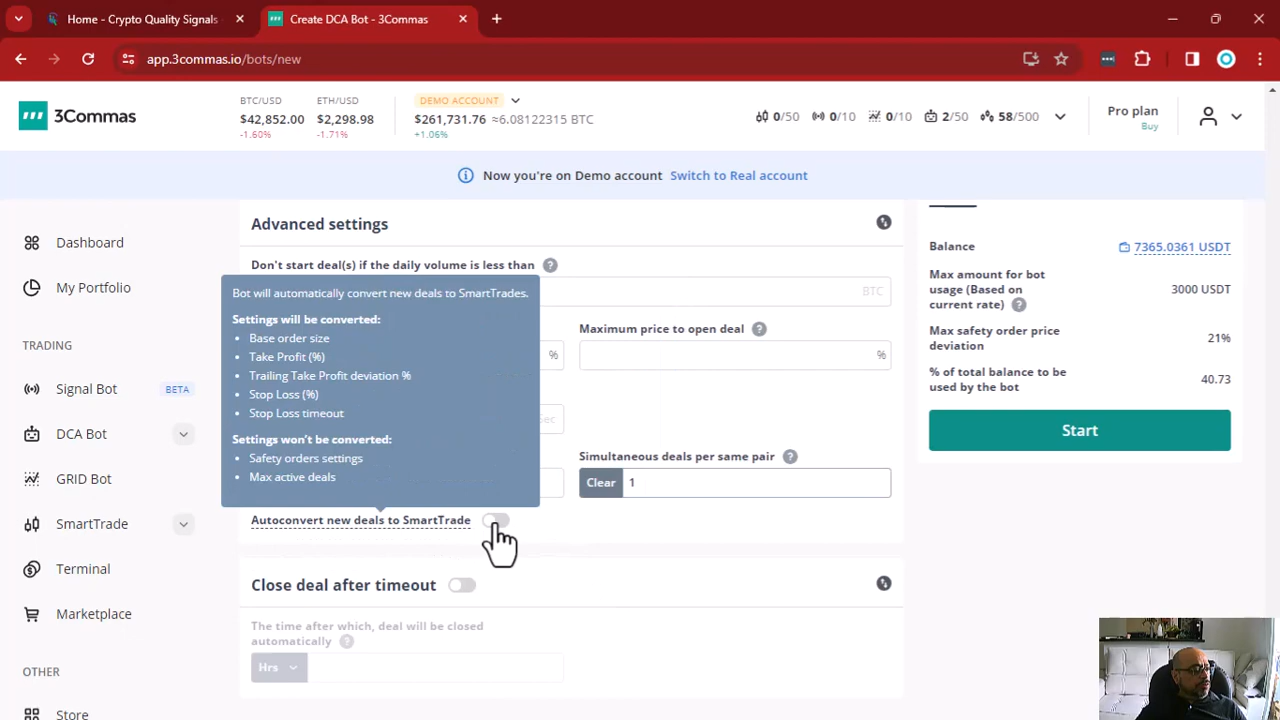 Home - Crypto Quality Signals
Create DCA Bot - 3Commas
app.3commas.io/bots/new
3Commas
BTC/USD
$42,852.00
-1.60%
ETH/USD
$2,298.98
-1.71%
DEMO ACCOUNT
$261,731.76 ≈6.08122315 BTC
+1.06%
0/50
0/10
0/10
2/50
58/500
Pro plan
Buy
Now you're on Demo account Switch to Real account
Dashboard
My Portfolio
TRADING
Signal Bot BETA
DCA Bot
GRID Bot
SmartTrade
Terminal
Marketplace
OTHER
Store
Advanced settings
Don't start deal(s) if the daily volume is less than ?
BTC
Bot will automatically convert new deals to SmartTrades.
Settings will be converted:
• Base order size
• Take Profit (%)
• Trailing Take Profit deviation %
• Stop Loss (%)
• Stop Loss timeout
Settings won't be converted:
• Safety orders settings
• Max active deals
%
Maximum price to open deal ?
%
Sec
Simultaneous deals per same pair ?
Clear 1
Autoconvert new deals to SmartTrade
Close deal after timeout
The time after which, deal will be closed
automatically ?
Hrs
Balance
7365.0361 USDT
Max amount for bot
usage (Based on
current rate) ?
3000 USDT
Max safety order price
deviation
21%
% of total balance to be
used by the bot
40.73
Start